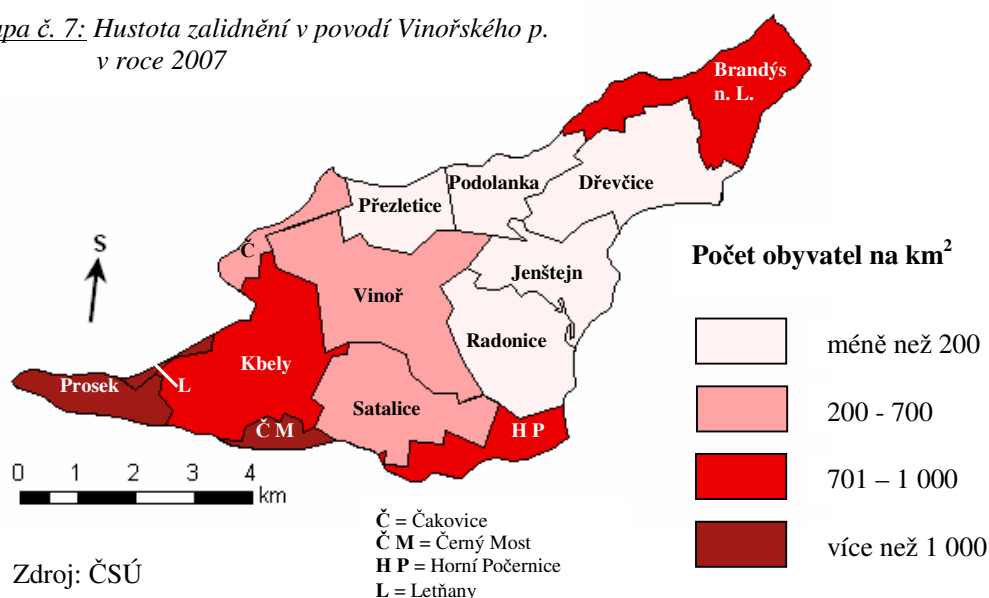 apa č. 7: Hustota zalidnění v povodí Vinořského p.
v roce 2007
Brandýs
n. L.
Podolanka
Dřevčice
Přezletice
S
Č
Jenštejn
Vinoř
Radonice
Kbely
Prosek
L
Satalice
Č M
H P
Počet obyvatel na km²
méně než 200
200 - 700
701 – 1 000
více než 1 000
0 1 2 3 4
km
Č = Čakovice
Č M = Černý Most
H P = Horní Počernice
L = Letňany
Zdroj: ČSÚ